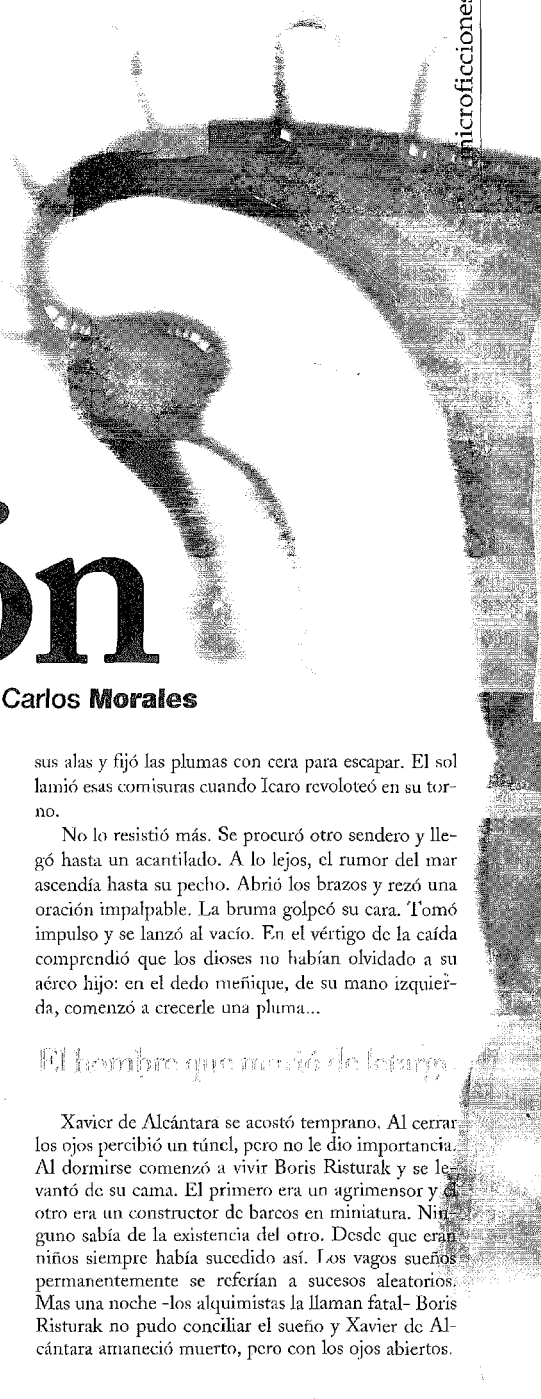 microficciones
ón
Carlos Morales
sus alas y fijó las plumas con cera para escapar. El sol
lamió esas comisuras cuando Icaro revoloteó en su tor-
no.
No lo resistió más. Se procuró otro sendero y lle-
gó hasta un acantilado. A lo lejos, el rumor del mar
ascendía hasta su pecho. Abrió los brazos y rezó una
oración impalpable. La bruma golpeó su cara. Tomó
impulso y se lanzó al vacío. En el vértigo de la caída
comprendió que los dioses no habían olvidado a su
aéreo hijo: en el dedo meñique, de su mano izquier-
da, comenzó a crecerle una pluma...
El hombre que murió de letargo
Xavier de Alcántara se acostó temprano. Al cerrar
los ojos percibió un túnel, pero no le dio importancia.
Al dormirse comenzó a vivir Boris Risturak y se le-
vantó de su cama. El primero era un agrimensor y el
otro era un constructor de barcos en miniatura. Nin-
guno sabía de la existencia del otro. Desde que eran
niños siempre había sucedido así. Los vagos sueños
permanentemente se referían a sucesos aleatorios.
Mas una noche -los alquimistas la llaman fatal- Boris
Risturak no pudo conciliar el sueño y Xavier de Al-
cántara amaneció muerto, pero con los ojos abiertos.